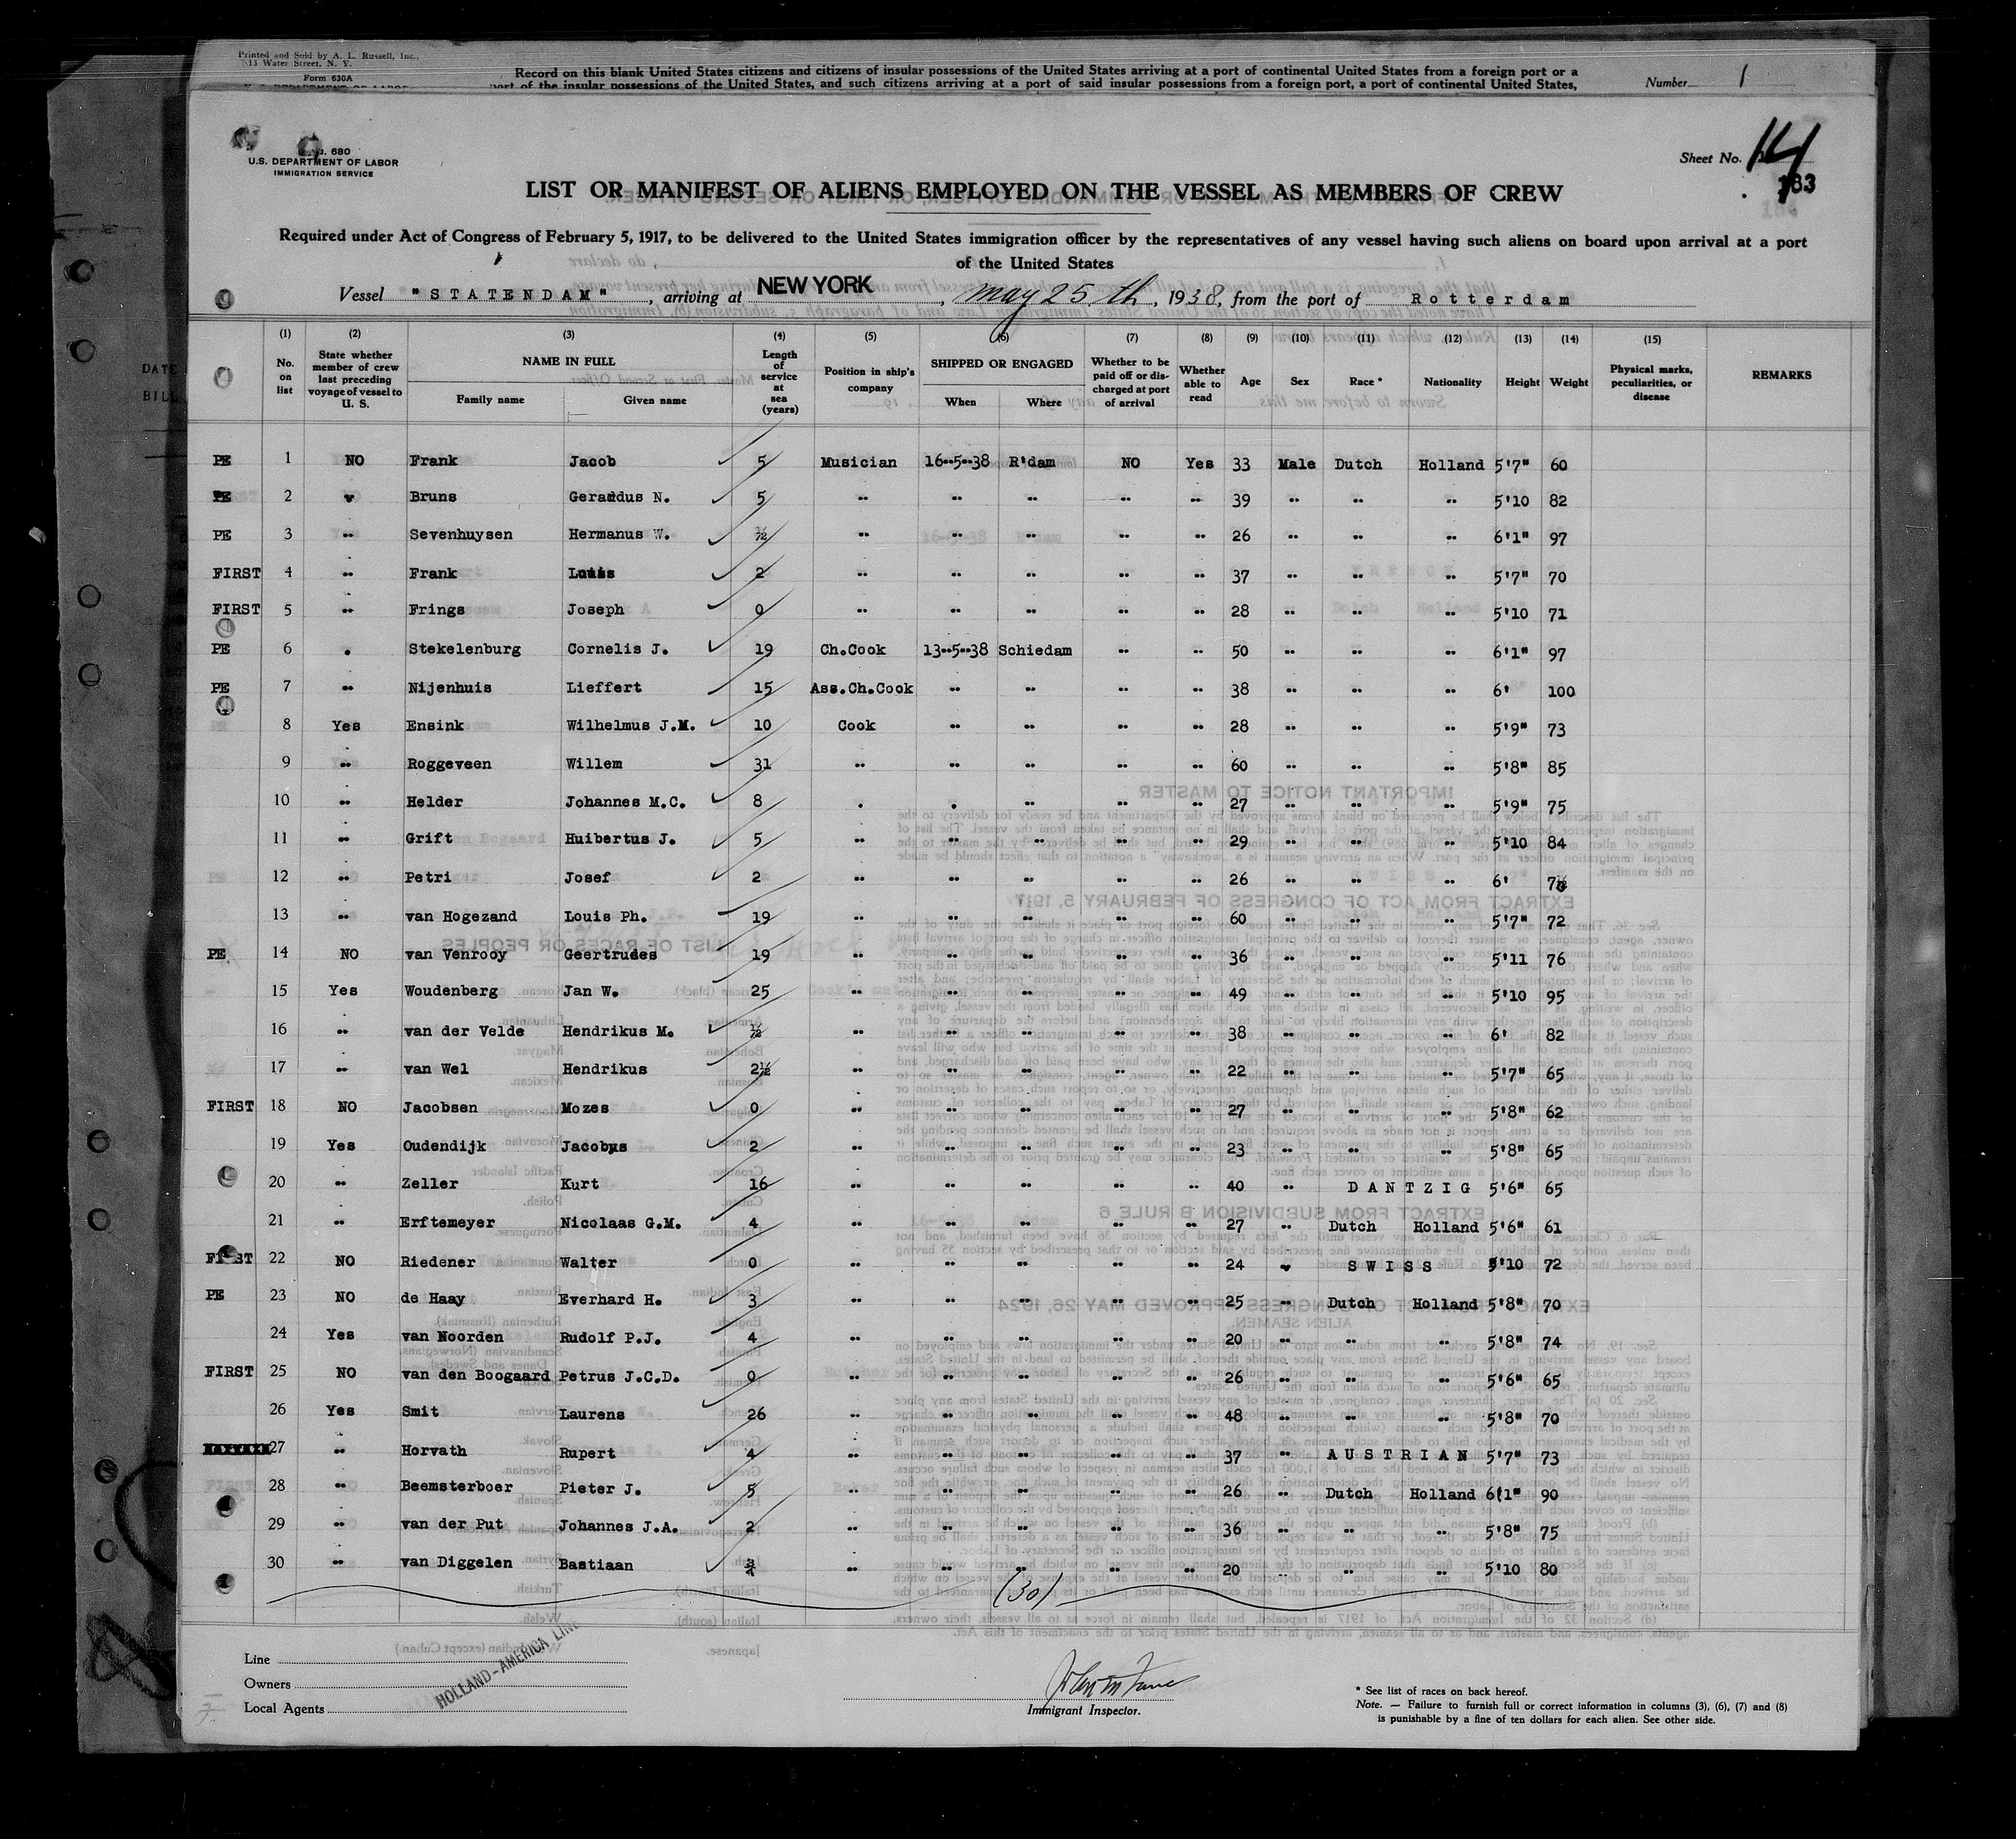 Printed and Sold by A. L. Russell, Inc.,
13 Water Street, N. Y.
Form 630A
Record on this blank United States citizens and citizens of insular possessions of the United States arriving at a port of continental United States from a foreign port or a
port of the insular possessions of the United States, and such citizens arriving at a port of said insular possessions from a foreign port, a port of continental United States,
Number 1
680
U.S. DEPARTMENT OF LABOR
IMMIGRATION SERVICE
Sheet No. 14
183
LIST OR MANIFEST OF ALIENS EMPLOYED ON THE VESSEL AS MEMBERS OF CREW
Required under Act of Congress of February 5, 1917, to be delivered to the United States immigration officer by the representatives of any vessel having such aliens on board upon arrival at a port
of the United States
Vessel "STATENDAM", arriving at NEW YORK, May 25th, 1938, from the port of Rotterdam
(1) (2) (3) (4) (5) (6) (7) (8) (9) (10) (11) (12) (13) (14) (15)
No. on list State whether member of crew last preceding voyage of vessel to U. S. NAME IN FULL Family name Given name Length of service at sea (years) Position in ship's company SHIPPED OR ENGAGED When Where Whether to be paid off or discharged at port of arrival Whether able to read Age Sex Race * Nationality Height Weight Physical marks, peculiarities, or disease REMARKS
PE 1 NO Frank Jacob 5 Musician 16--5--38 R'dam NO Yes 33 Male Dutch Holland 5'7" 60
PE 2 " Bruns Gerardus N. 5 " " " " " 39 " " " 5'10 82
PE 3 " Sevenhuysen Hermanus W. ½ " " " " " 26 " " " 6'1" 97
FIRST 4 " Frank Louis 2 " " " " " 37 " " " 5'7" 70
FIRST 5 " Frings Joseph 0 " " " " " 28 " " " 5'10 71
PE 6 " Stekelenburg Cornelis J. 19 Ch.Cook 13--5--38 Schiedam " " 50 " " " 6'1" 97
PE 7 " Nijenhuis Lieffert 15 Ass.Ch.Cook " " " " 38 " " " 6' 100
8 Yes Ensink Wilhelmus J.M. 10 Cook " " " " 28 " " " 5'9" 73
9 " Roggeveen Willem 31 " " " " " 60 " " " 5'8" 85
10 " Helder Johannes M.C. 8 " " " " " 27 " " " 5'9" 75
11 " Grift Huibertus J. 5 " " " " " 29 " " " 5'10 84
12 " Petri Josef 2 " " " " " 26 " " " 6'
13 " van Hogezand Louis Ph. 19 " " " " " 60 " " " 5'7" 72
PE 14 NO van Venrooy Geertrudes 19 " " " " " 36 " " " 5'11 76
15 Yes Woudenberg Jan W. 25 " " " " " 49 " " " 5'10 95
16 " van der Velde Hendrikus M. ½ " " " " " 38 " " " 6' 82
17 " van Wel Hendrikus 2½ " " " " " 22 " " " 5'7" 65
FIRST 18 NO Jacobsen Mozes 0 " " " " " 27 " " " 5'8" 62
19 Yes Oudendijk Jacobus 2 " " " " " 23 " " " 5'8" 65
20 " Zeller Kurt 16 " " " " " 40 " DANTZIG 5'6" 65
21 " Erftemeyer Nicolaas G.M. 4 " " " " " 27 " Dutch Holland 5'6" 61
FIRST 22 NO Riedener Walter 0 " " " " " 24 " SWISS 5'10 72
PE 23 NO de Haay Everhard H. 3 " " " " " 25 " Dutch Holland 5'8" 70
24 Yes van Noorden Rudolf P.J. 4 " " " " " 20 " " " 5'8" 74
FIRST 25 NO van den Boogaard Petrus J.C.D. 0 " " " " " 26 " " " 5'6" 65
26 Yes Smit Laurens 26 " " " " " 48 " " " 5'8" 70
27 " Horvath Rupert 4 " " " " " 37 " AUSTRIAN 5'7" 73
28 " Beemsterboer Pieter J. 5 " " " " " 26 " Dutch Holland 6'1" 90
29 " van der Put Johannes J.A. 2 " " " " " 36 " " " 5'8" 75
30 " van Diggelen Bastiaan ¾ " " " " " 20 " " " 5'10 80
(30)
Line
Owners
Local Agents
HOLLAND-AMERICA LINE
Immigrant Inspector.
* See list of races on back hereof.
Note. — Failure to furnish full or correct information in columns (3), (6), (7) and (8)
is punishable by a fine of ten dollars for each alien. See other side.